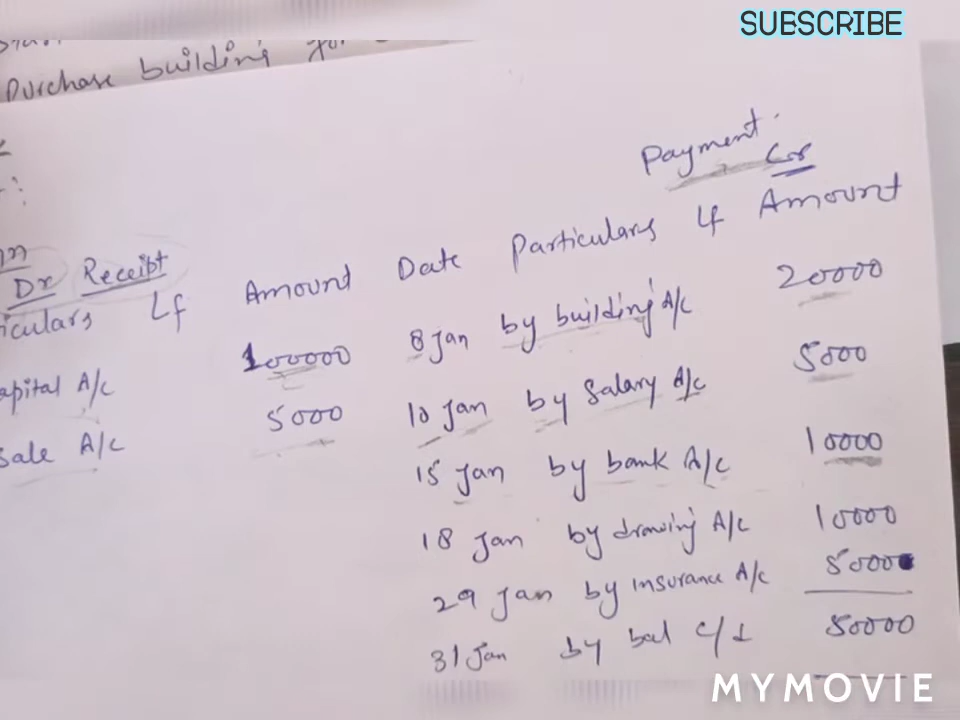 SUBSCRIBE
Purchase building for
Payment.
Cr
Dr Receipt
iculars Lf Amount Date Particulars Lf Amount
apital A/c 100000 8 Jan by building A/c 20000
sale A/c 5000 10 Jan by Salary A/c 5000
15 Jan by bank A/c 10000
18 Jan by drawing A/c 10000
29 Jan by insurance A/c
31 Jan by bal c/d 50000
MYMOVIE